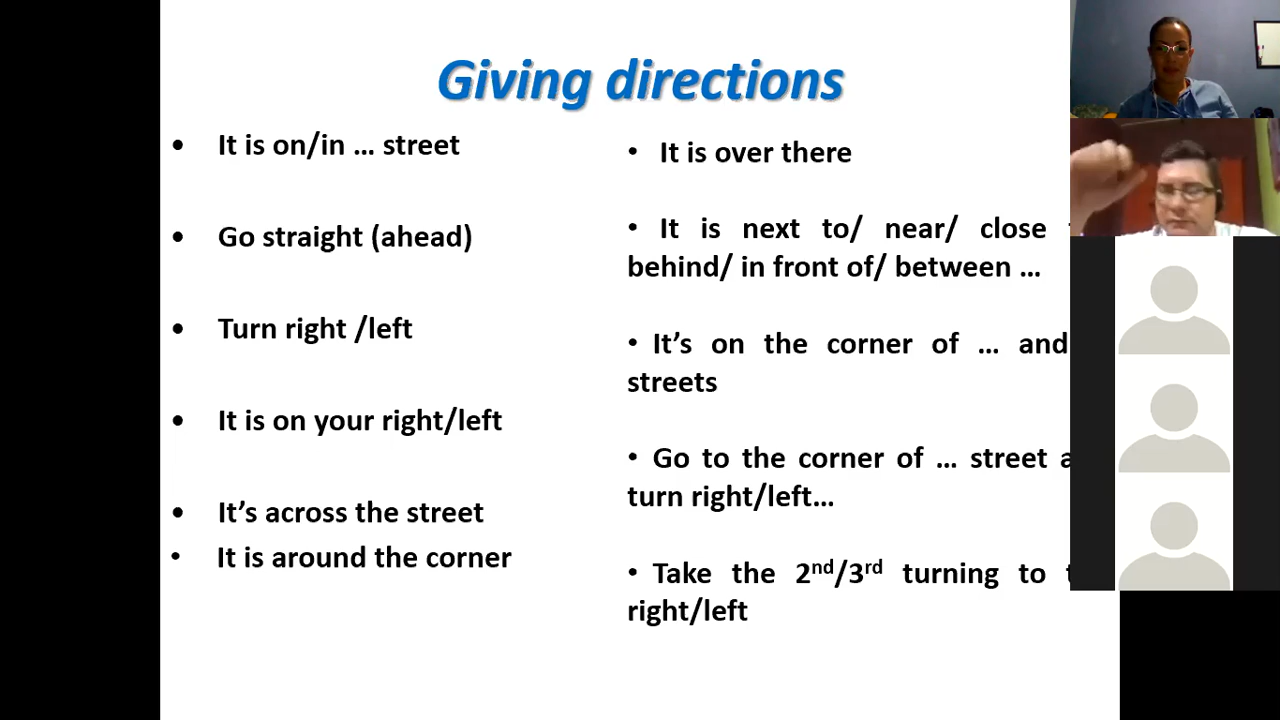 Giving directions
• It is on/in ... street
• Go straight (ahead)
• Turn right /left
• It is on your right/left
• It’s across the street
• It is around the corner
• It is over there
• It is next to/ near/ close
behind/ in front of/ between ...
• It’s on the corner of ... and
streets
• Go to the corner of ... street
turn right/left...
• Take the 2nd/3rd turning to
right/left